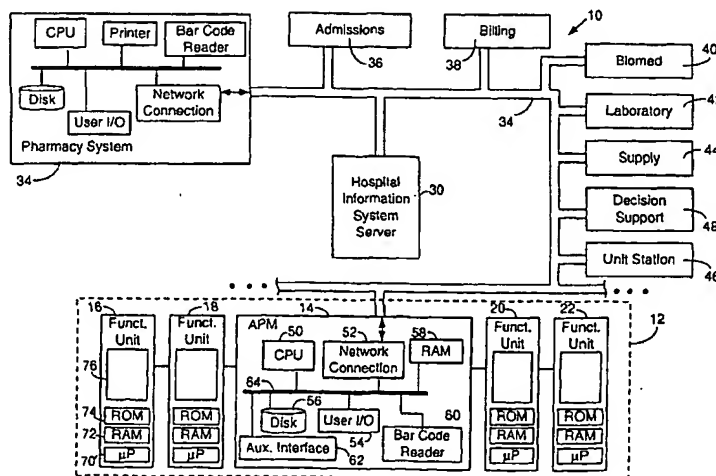 10
CPU
Printer
Bar Code
Reader
Disk
User I/O
Network
Connection
Pharmacy System
34
Admissions
36
Billing
38
Biomed
40
Laboratory
Supply
44
Decision
Support
48
Unit Station
46
34
Hospital
Information
System
Server
30
12
16
Funct.
Unit
76
74
ROM
72
RAM
70
µP
18
Funct.
Unit
ROM
RAM
µP
14
APM
50
CPU
52
Network
Connection
58
RAM
64
56
Disk
User I/O
54
60
Bar Code
Reader
Aux. Interface
62
20
Funct.
Unit
ROM
RAM
µP
22
Funct.
Unit
ROM
RAM
µP